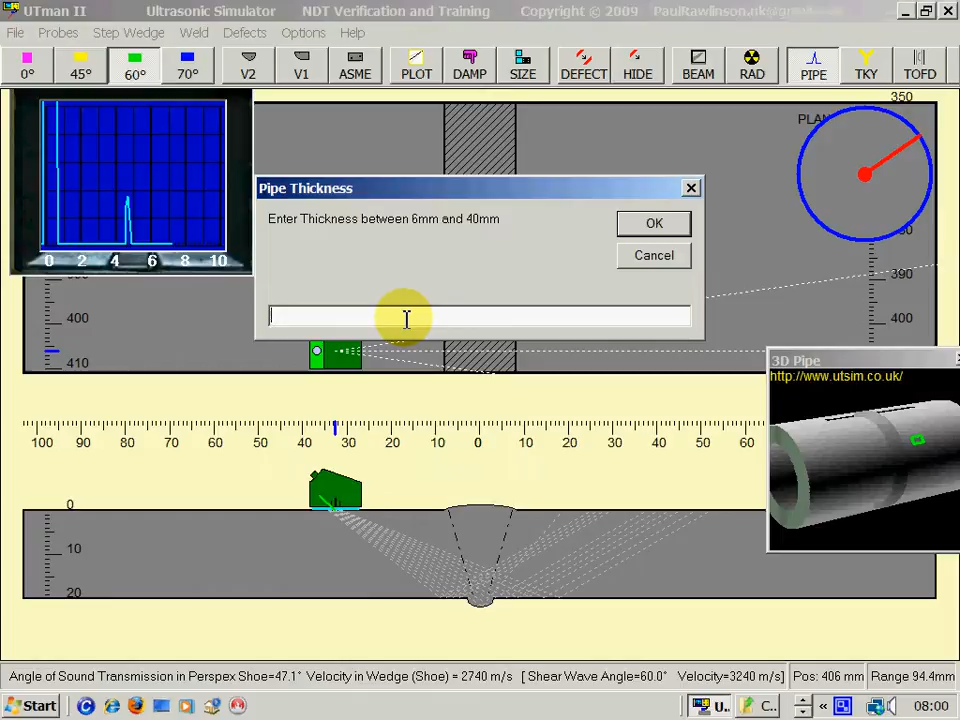 UTman II Ultrasonic Simulator NDT Verification and Training Copyright © 2009
File Probes Step Wedge Weld Defects Options Help
0° 45° 60° 70° V2 V1 ASME PLOT DAMP SIZE DEFECT HIDE BEAM RAD PIPE TKY TOFD
350
PLAN
Pipe Thickness
Enter Thickness between 6mm and 40mm
OK
Cancel
0 2 4 6 8 10
390
400 400
410
3D Pipe
http://www.utsim.co.uk/
100 90 80 70 60 50 40 30 20 10 0 10 20 30 40 50 60
0
10
20
Angle of Sound Transmission in Perspex Shoe=47.1° Velocity in Wedge (Shoe) = 2740 m/s [ Shear Wave Angle=60.0° Velocity=3240 m/s] Pos: 406 mm Range 94.4mm
Start U.. C.. « 08:00